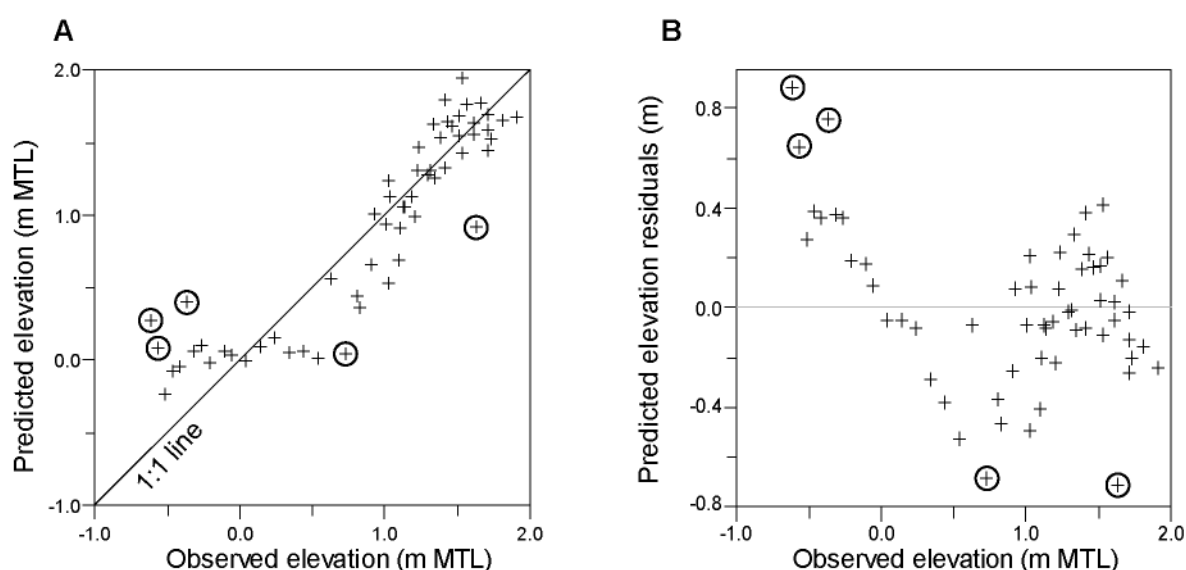 A
2.0
1.0
0.0
-1.0
Predicted elevation (m MTL)
1:1 line
-1.0
0.0
1.0
2.0
Observed elevation (m MTL)
B
0.8
0.4
0.0
-0.4
-0.8
Predicted elevation residuals (m)
-1.0
0.0
1.0
2.0
Observed elevation (m MTL)